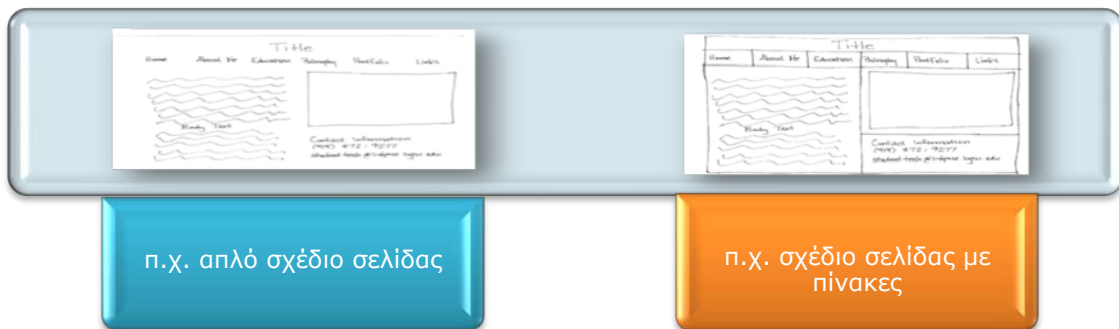 Title
Home About Me Education Philosophy Portfolio Links
Body Text
Contact Information
Title
Home About Me Education Philosophy Portfolio Links
Body Text
Contact Information
π.χ. απλό σχέδιο σελίδας
π.χ. σχέδιο σελίδας με
πίνακες